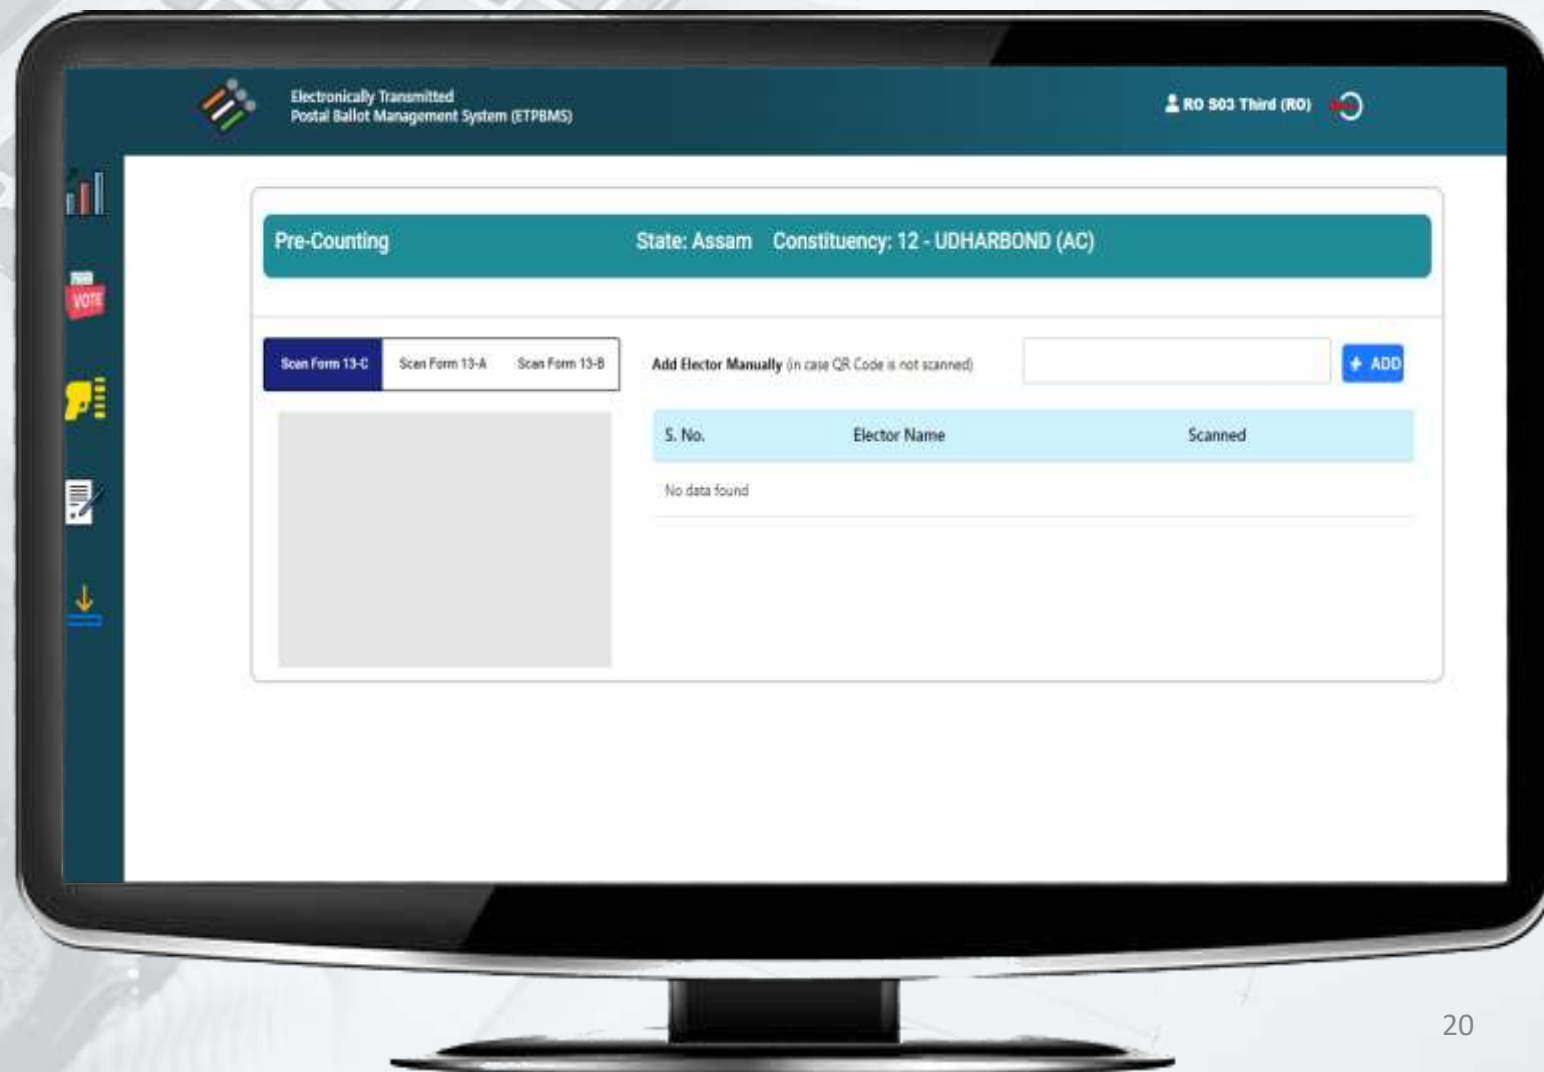 Electronically Transmitted
Postal Ballot Management System (ETPBMS)
RO S03 Third (RO)
VOTE
Pre-Counting State: Assam Constituency: 12 - UDHARBOND (AC)
Scan Form 13-C Scan Form 13-A Scan Form 13-B
Add Elector Manually (in case QR Code is not scanned)
+ ADD
S. No. Elector Name Scanned
No data found
20